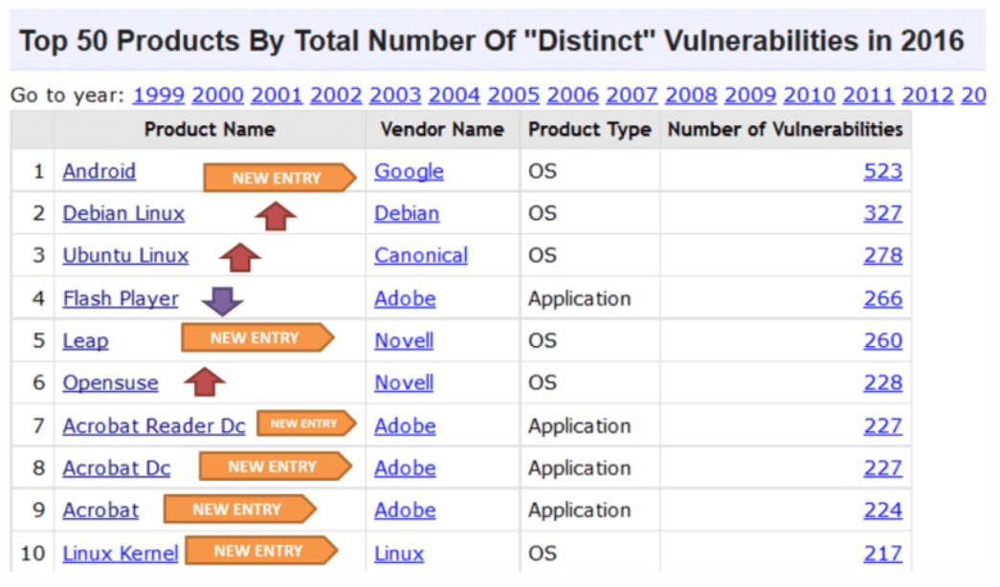 Top 50 Products By Total Number Of "Distinct" Vulnerabilities in 2016
Go to year: 1999 2000 2001 2002 2003 2004 2005 2006 2007 2008 2009 2010 2011 2012 20
Product Name Vendor Name Product Type Number of Vulnerabilities
1 Android NEW ENTRY Google OS 523
2 Debian Linux Debian OS 327
3 Ubuntu Linux Canonical OS 278
4 Flash Player Adobe Application 266
5 Leap NEW ENTRY Novell OS 260
6 Opensuse Novell OS 228
7 Acrobat Reader Dc NEW ENTRY Adobe Application 227
8 Acrobat Dc NEW ENTRY Adobe Application 227
9 Acrobat NEW ENTRY Adobe Application 224
10 Linux Kernel NEW ENTRY Linux OS 217